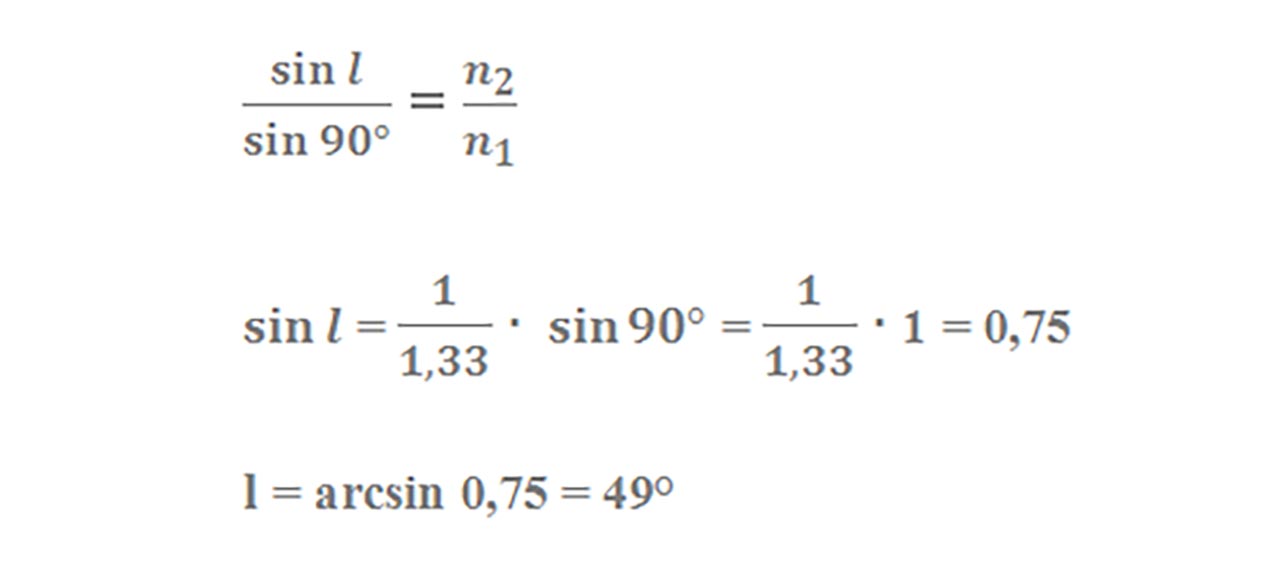 sin l / sin 90° = n₂ / n₁
sin l = 1 / 1,33 · sin 90° = 1 / 1,33 · 1 = 0,75
l = arcsin 0,75 = 49°